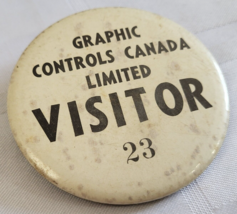 GRAPHIC
CONTROLS CANADA
LIMITED
VISITOR
23